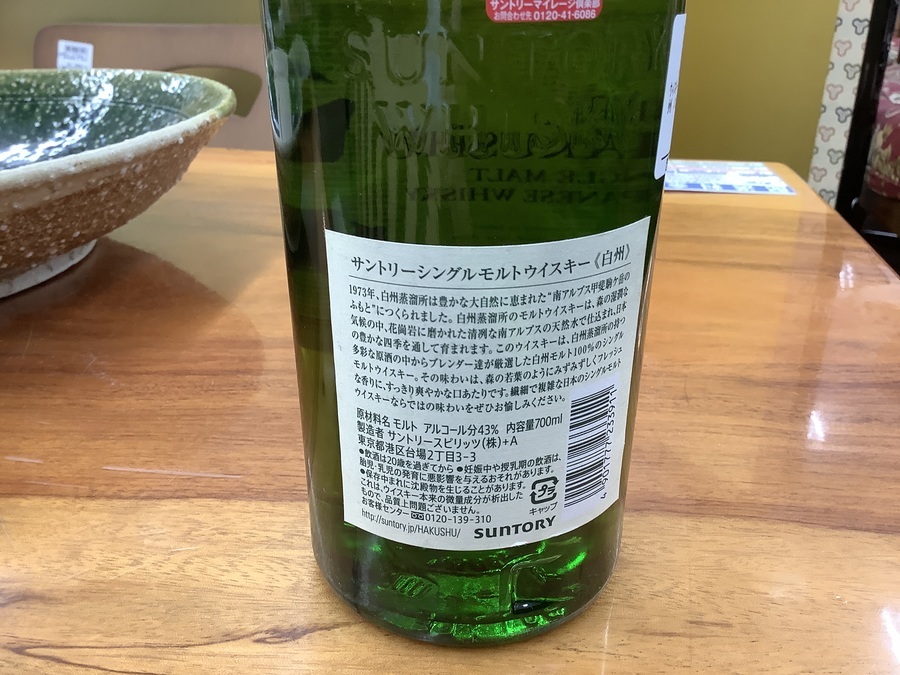 サントリーマイレージ倶楽部
お問合わせ先 0120-41-6086
サントリーシングルモルトウイスキー《白州》
1973年、白州蒸溜所は豊かな大自然に恵まれた"南アルプス甲斐駒ケ岳の
ふもと"につくられました。白州蒸溜所のモルトウイスキーは、森の湿潤な
気候の中、花崗岩に磨かれた清冽な南アルプスの天然水で仕込まれ、日本
の豊かな四季を通して育まれます。このウイスキーは、白州蒸溜所の持つ
多彩な原酒の中からブレンダー達が厳選した白州モルト100%のシングル
モルトウイスキー。その味わいは、森の若葉のようにみずみずしくフレッシュ
な香りに、すっきり爽やかな口あたりです。繊細で複雑な日本のシングルモルト
ウイスキーならではの味わいをぜひお愉しみください。
原材料名 モルト アルコール分43% 内容量700ml
製造者 サントリースピリッツ(株)+A
東京都港区台場2丁目3-3
●飲酒は20歳を過ぎてから ●妊娠中や授乳期の飲酒は、
胎児・乳児の発育に悪影響を与えるおそれがあります。
●保存中まれに沈殿物を生じることがあります。
これは、ウイスキー本来の微量成分が析出した
もので、品質上問題ございません。
お客様センター 0120-139-310
http://suntory.jp/HAKUSHU/
SUNTORY
プラ
キャップ
4 901777 233911
SINGLE MALT
JAPANESE WHISKY